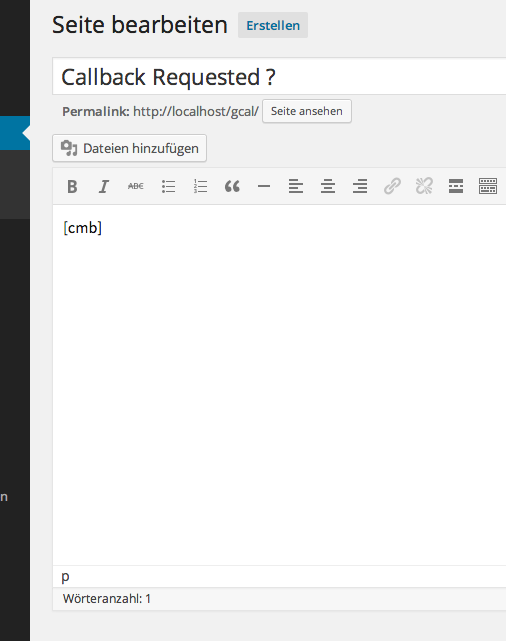 Seite bearbeiten Erstellen
Callback Requested ?
Permalink: http://localhost/gcal/ Seite ansehen
Dateien hinzufügen
B I ABC
[cmb]
n
p
Wörteranzahl: 1